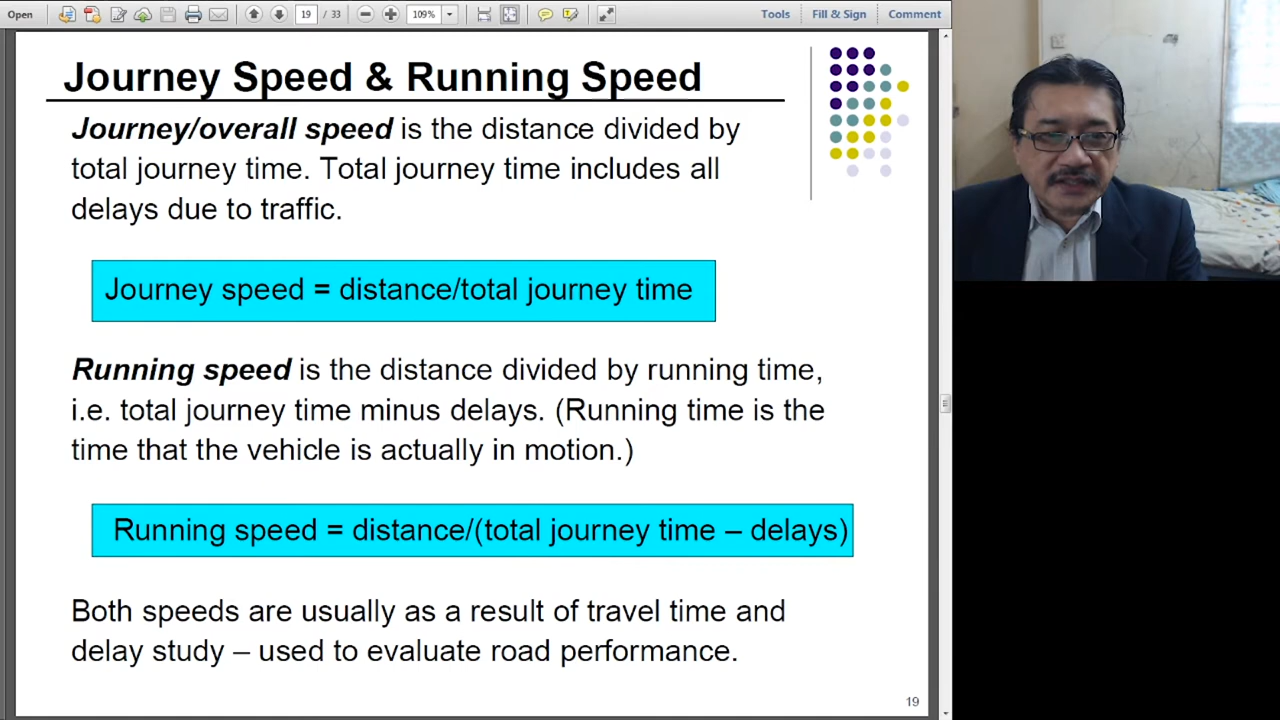 Open
19
/ 33
109%
Tools
Fill & Sign
Comment
Journey Speed & Running Speed
Journey/overall speed is the distance divided by
total journey time. Total journey time includes all
delays due to traffic.
Journey speed = distance/total journey time
Running speed is the distance divided by running time,
i.e. total journey time minus delays. (Running time is the
time that the vehicle is actually in motion.)
Running speed = distance/(total journey time – delays)
Both speeds are usually as a result of travel time and
delay study – used to evaluate road performance.
19